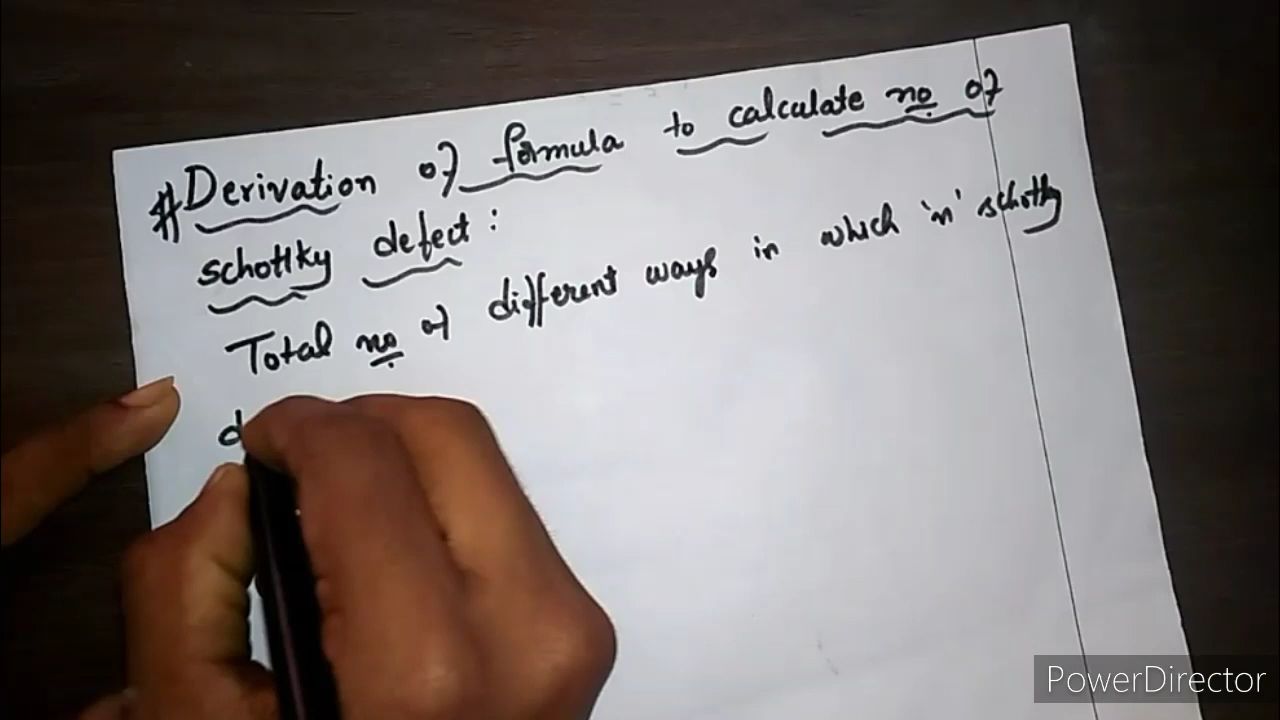 #Derivation of formula to calculate no of
schottky defect :
Total no of different ways in which 'n' schottky
d
PowerDirector